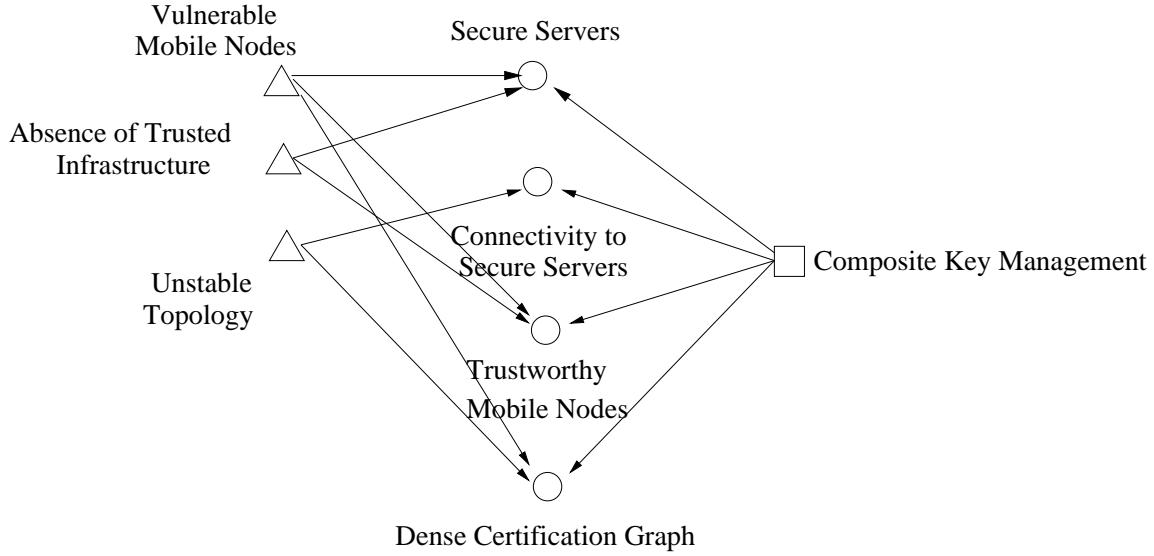 Vulnerable
Mobile Nodes
Secure Servers
Absence of Trusted
Infrastructure
Connectivity to
Secure Servers
Composite Key Management
Unstable
Topology
Trustworthy
Mobile Nodes
Dense Certification Graph